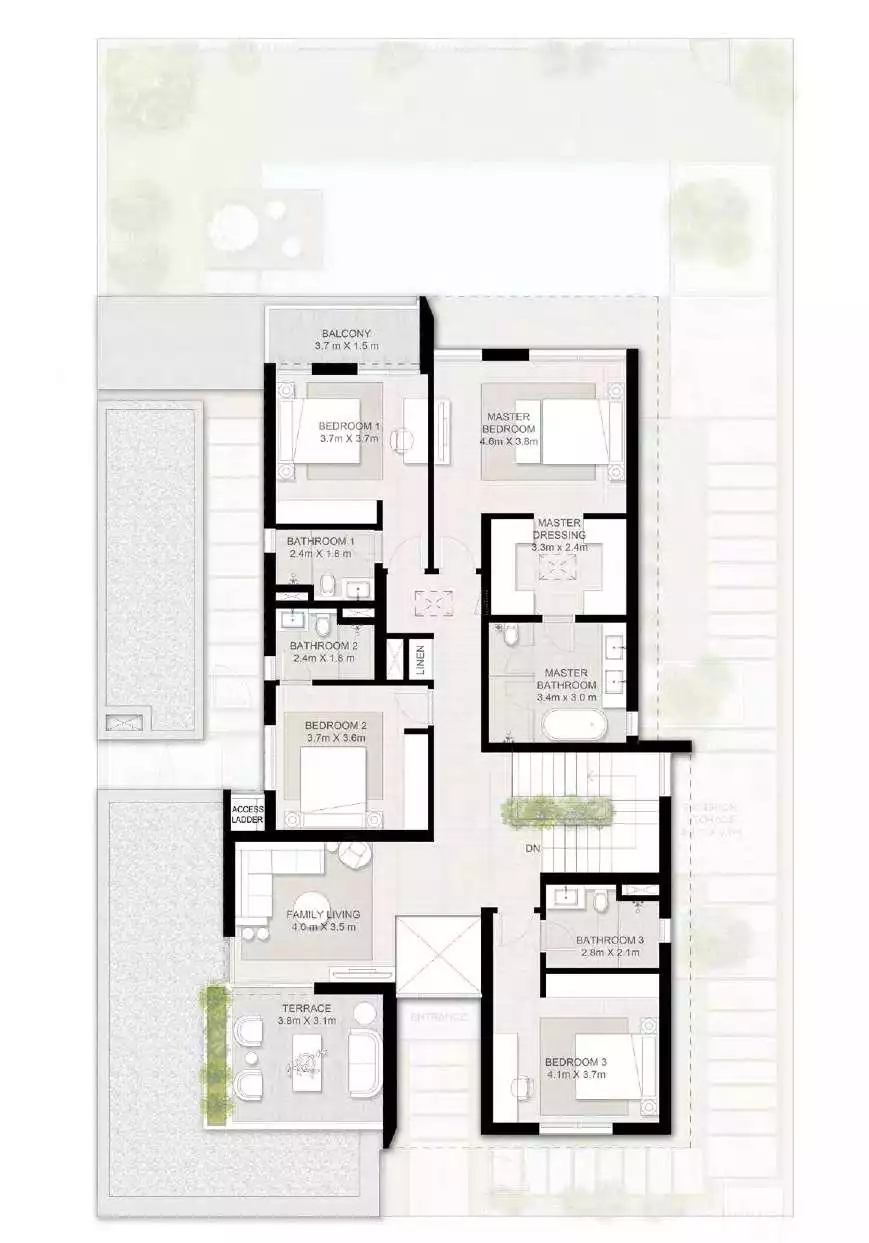 BALCONY
3.7 m X 1.5 m
BEDROOM 1
3.7m X 3.7m
MASTER
BEDROOM
4.6m X 3.8m
MASTER
DRESSING
3.3m x 2.4m
BATHROOM 1
2.4m X 1.8 m
BATHROOM 2
2.4m X 1.8 m
LINEN
MASTER
BATHROOM
3.4m x 3.0 m
BEDROOM 2
3.7m X 3.6m
ACCESS
LADDER
DN
FAMILY LIVING
4.0 m X 3.5 m
BATHROOM 3
2.8m X 2.1m
TERRACE
3.8m X 3.1m
ENTRANCE
BEDROOM 3
4.1m X 3.7m